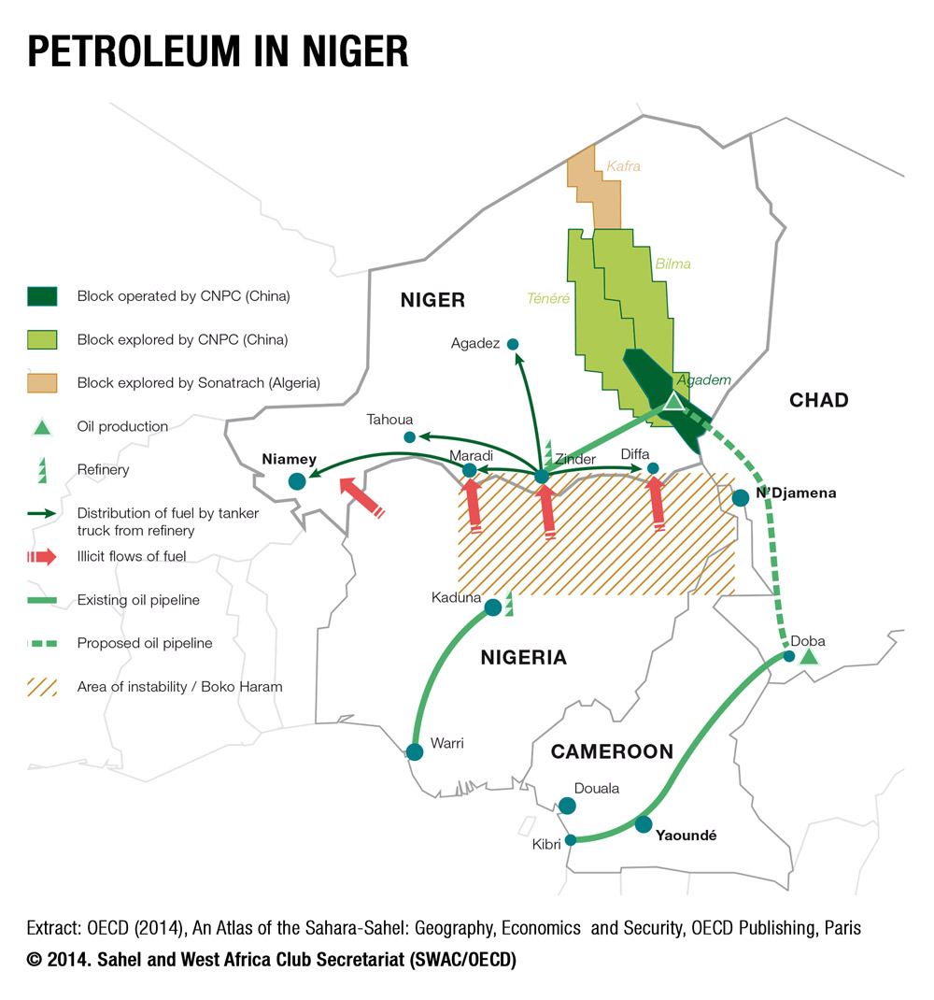 PETROLEUM IN NIGER
Kafra
Bilma
Block operated by CNPC (China)
NIGER
Ténéré
Block explored by CNPC (China)
Agadez
Block explored by Sonatrach (Algeria)
Agadem
CHAD
Oil production
Tahoua
Refinery
Niamey
Maradi
Zinder
Diffa
N'Djamena
Distribution of fuel by tanker
truck from refinery
Illicit flows of fuel
Existing oil pipeline
Kaduna
Proposed oil pipeline
NIGERIA
Doba
Area of instability / Boko Haram
Warri
CAMEROON
Douala
Kibri
Yaoundé
Extract: OECD (2014), An Atlas of the Sahara-Sahel: Geography, Economics and Security, OECD Publishing, Paris
© 2014. Sahel and West Africa Club Secretariat (SWAC/OECD)